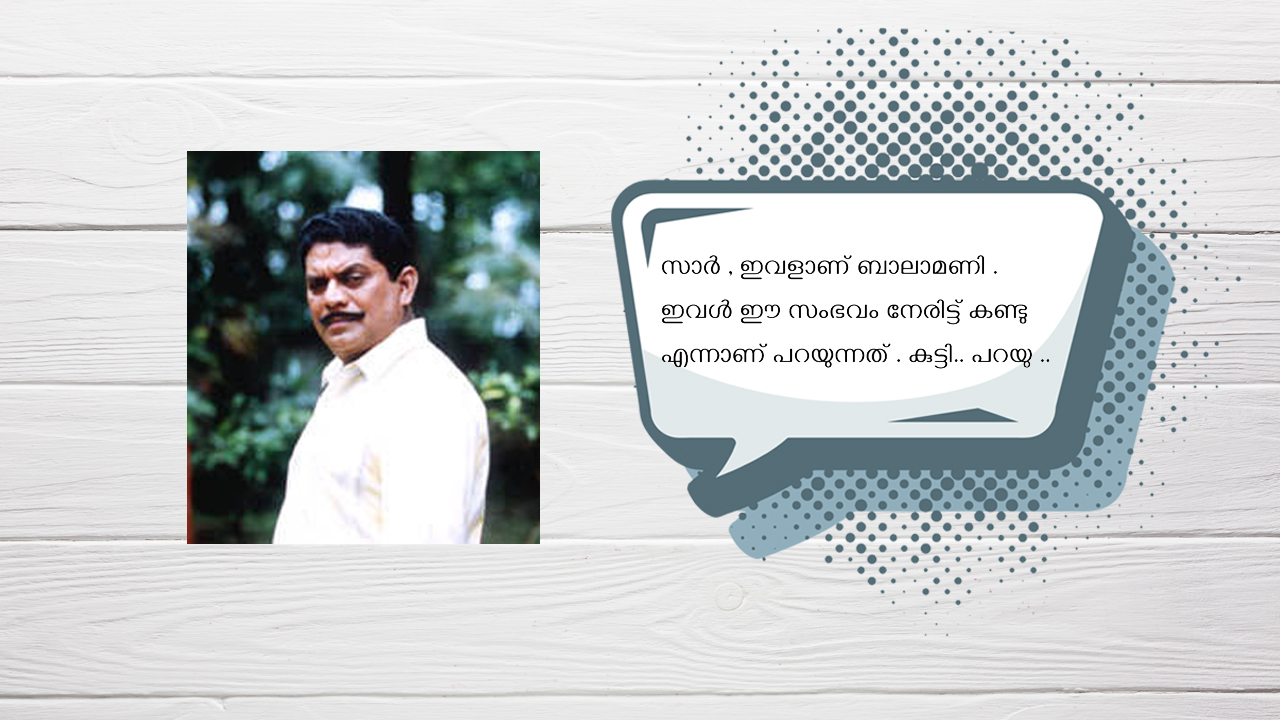 സാർ , ഇവളാണ് ബാലാമണി .
ഇവൾ ഈ സംഭവം നേരിട്ട് കണ്ടു
എന്നാണ് പറയുന്നത് . കുട്ടി.. പറയു ..